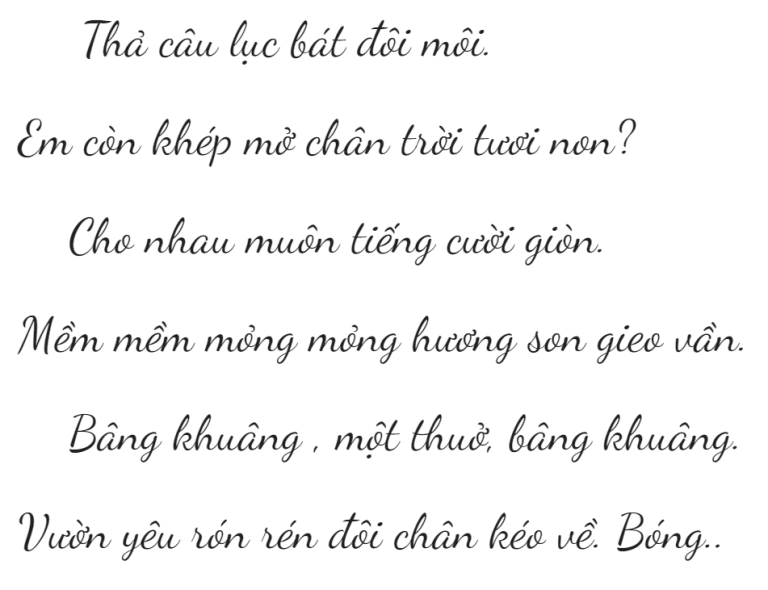 Thả câu lục bát đôi môi.
Em còn khép mở chân trời tươi non?
Cho nhau muôn tiếng cười giòn.
Mềm mềm mỏng mỏng hương son gieo vần.
Bâng khuâng , một thuở, bâng khuâng.
Vườn yêu rón rén đôi chân kéo về. Bóng..